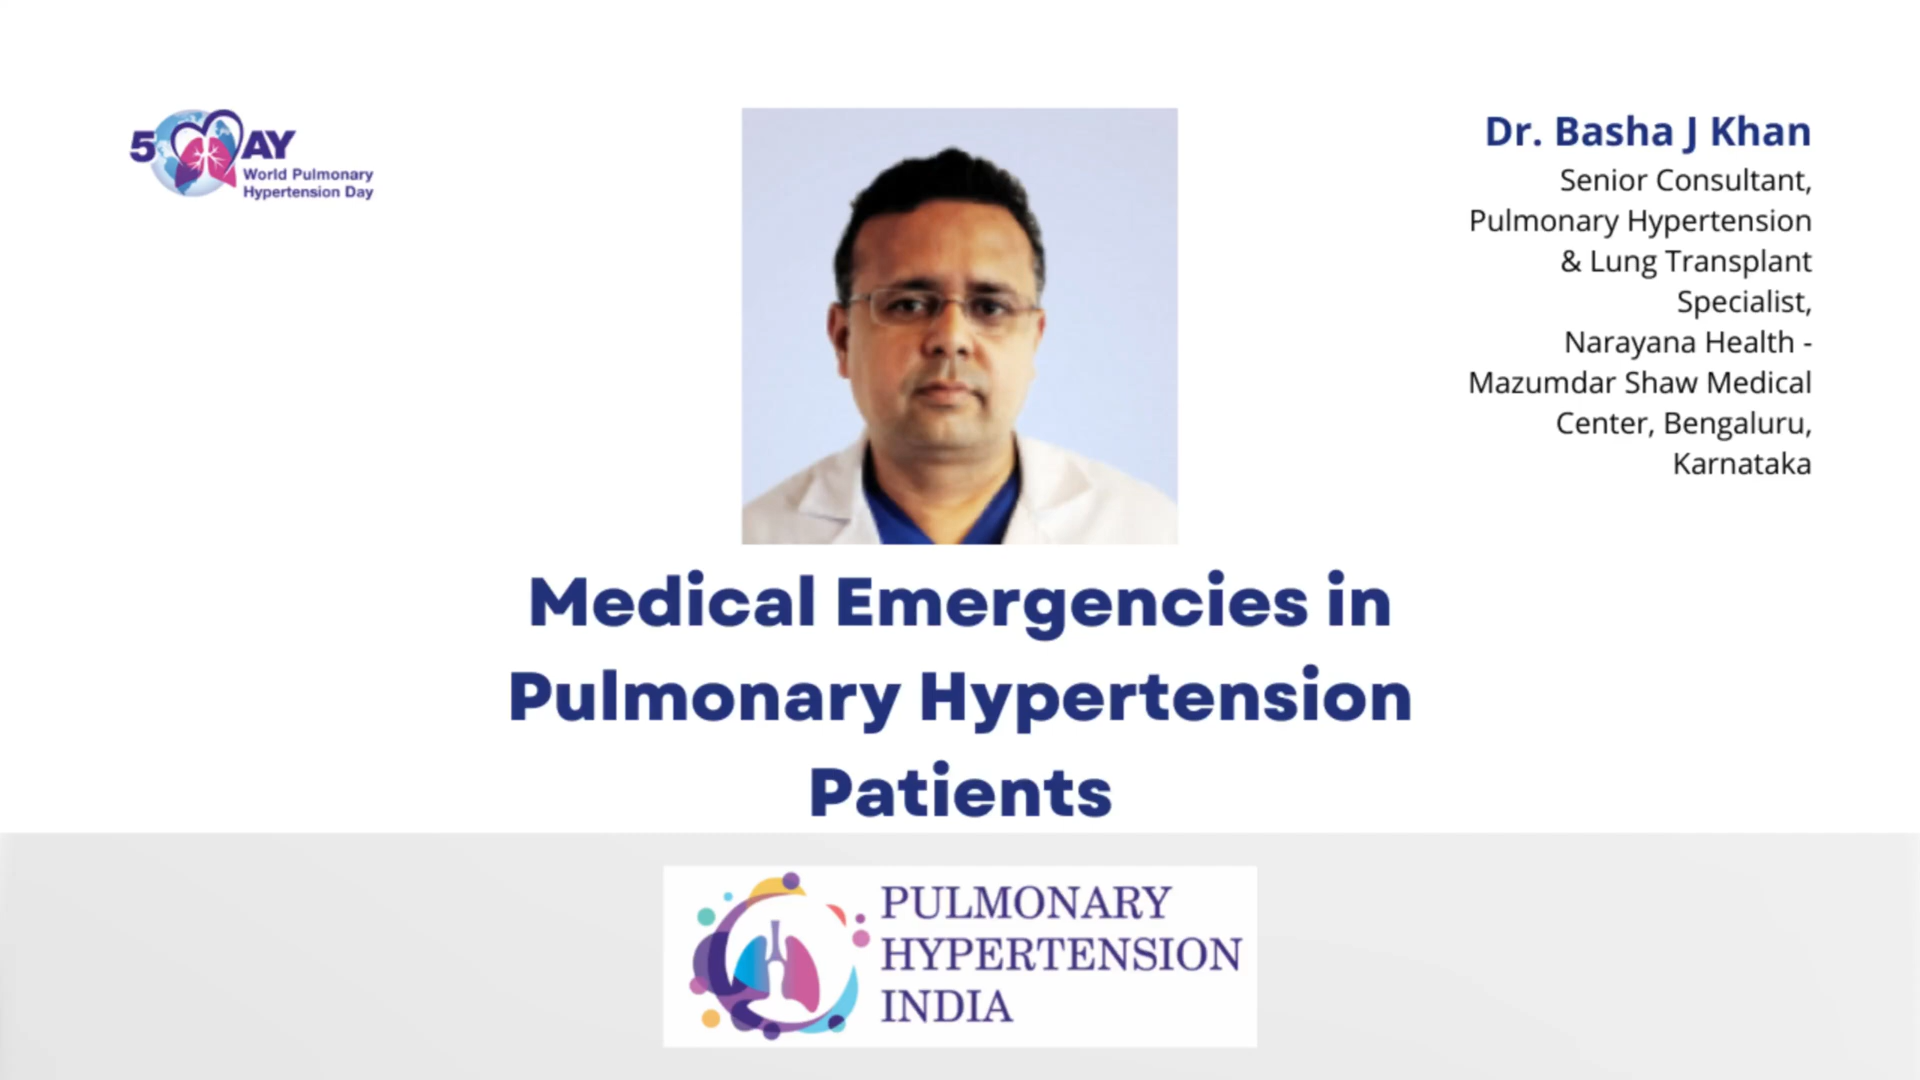 5 MAY
World Pulmonary
Hypertension Day
Dr. Basha J Khan
Senior Consultant,
Pulmonary Hypertension
& Lung Transplant
Specialist,
Narayana Health -
Mazumdar Shaw Medical
Center, Bengaluru,
Karnataka
Medical Emergencies in
Pulmonary Hypertension
Patients
PULMONARY
HYPERTENSION
INDIA